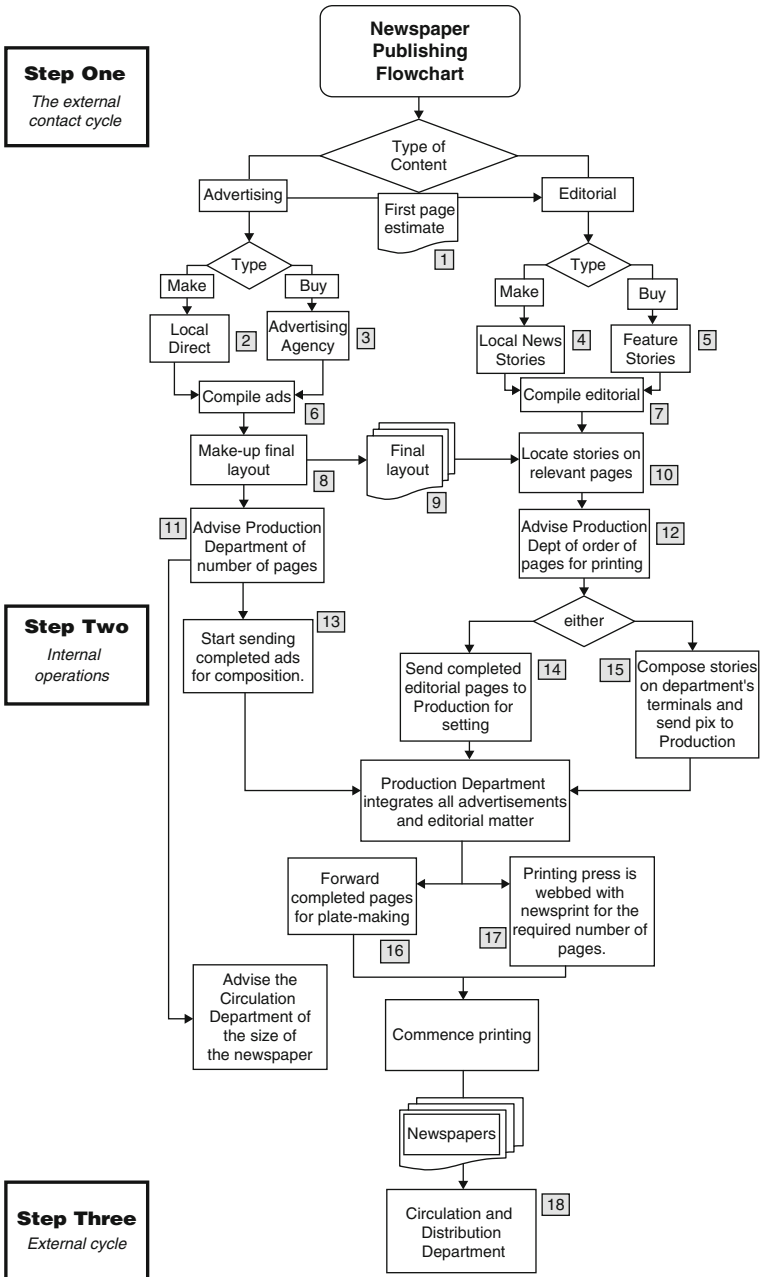 Newspaper
Publishing
Flowchart
Step One
The external
contact cycle
Type of
Content
Advertising
First page
estimate
1
Editorial
Type
Make
Buy
Local
Direct
2
Advertising
Agency
3
Type
Make
Buy
Local News
Stories
4
Feature
Stories
5
Compile ads
6
Compile editorial
7
Make-up final
layout
8
Final
layout
9
Locate stories on
relevant pages
10
11
Advise Production
Department of
number of pages
Advise Production
Dept of order of
pages for printing
12
Step Two
Internal
operations
either
13
Start sending
completed ads
for composition.
Send completed
editorial pages to
Production for
setting
14
15
Compose stories
on department's
terminals and
send pix to
Production
Production Department
integrates all advertisements
and editorial matter
Forward
completed pages
for plate-making
16
Printing press is
webbed with
newsprint for the
required number of
pages.
17
Advise the
Circulation
Department of
the size of
the newspaper
Commence printing
Newspapers
Step Three
External cycle
Circulation and
Distribution
Department
18